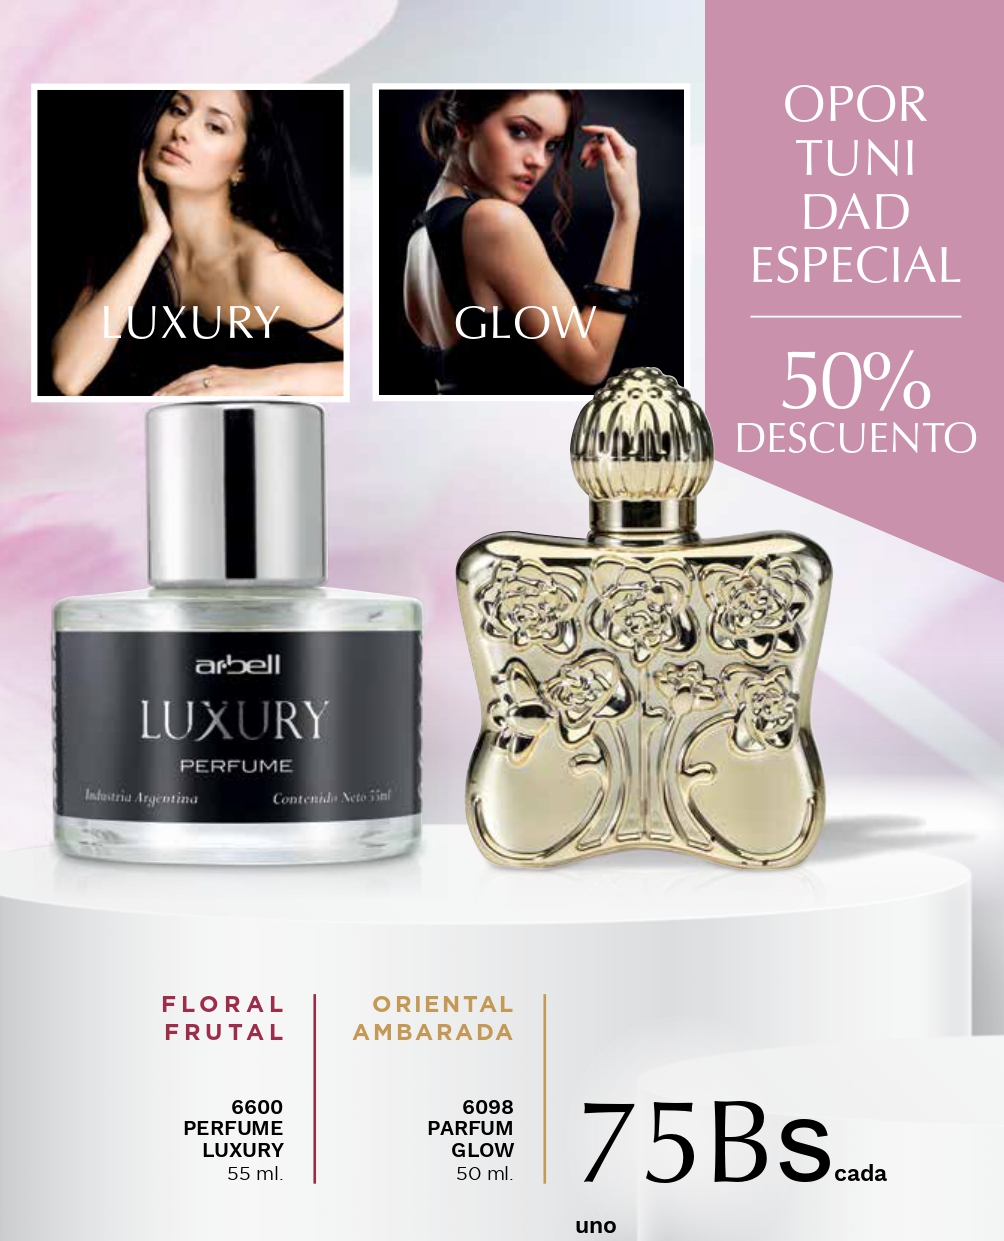 LUXURY
GLOW
OPOR
TUNI
DAD
ESPECIAL
50%
DESCUENTO
arbell
LUXURY
PERFUME
Industria Argentina
Contenido Neto 55ml
FLORAL
FRUTAL
6600
PERFUME
LUXURY
55 ml.
ORIENTAL
AMBARADA
6098
PARFUM
GLOW
50 ml.
75Bs cada
uno